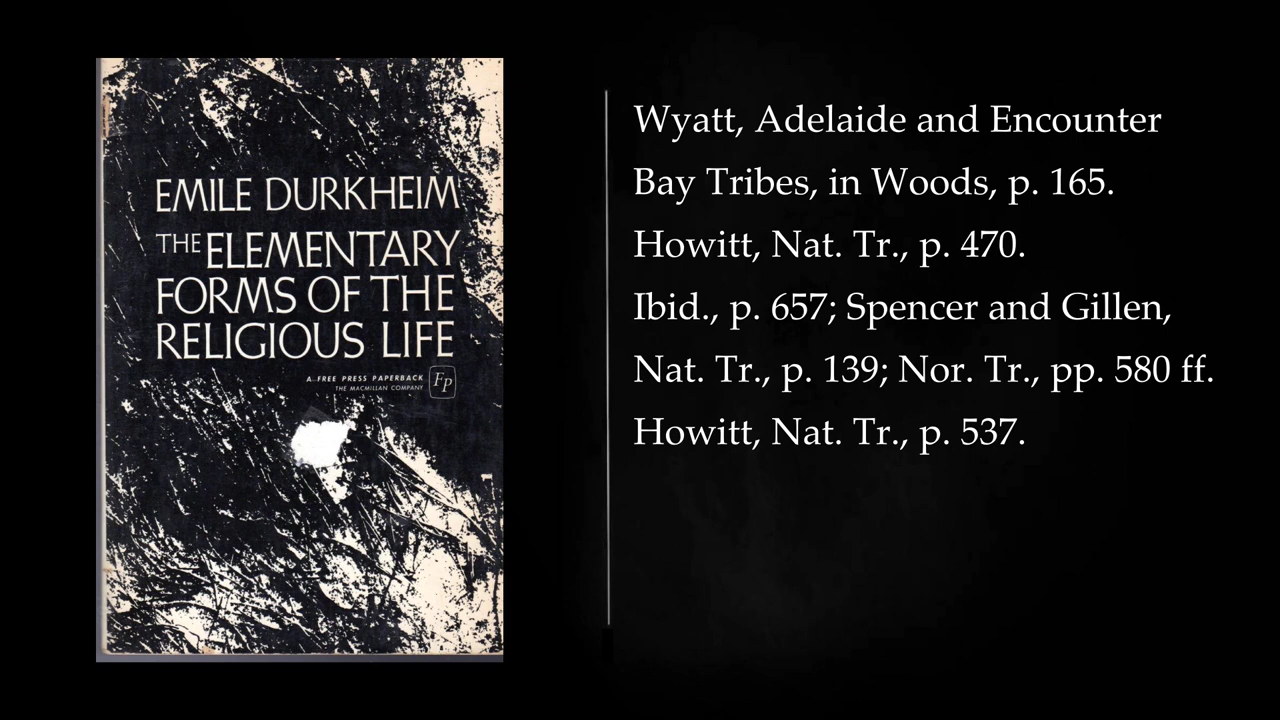 EMILE DURKHEIM
THE ELEMENTARY
FORMS OF THE
RELIGIOUS LIFE
A FREE PRESS PAPERBACK
THE MACMILLAN COMPANY
Fp
Wyatt, Adelaide and Encounter
Bay Tribes, in Woods, p. 165.
Howitt, Nat. Tr., p. 470.
Ibid., p. 657; Spencer and Gillen,
Nat. Tr., p. 139; Nor. Tr., pp. 580 ff.
Howitt, Nat. Tr., p. 537.